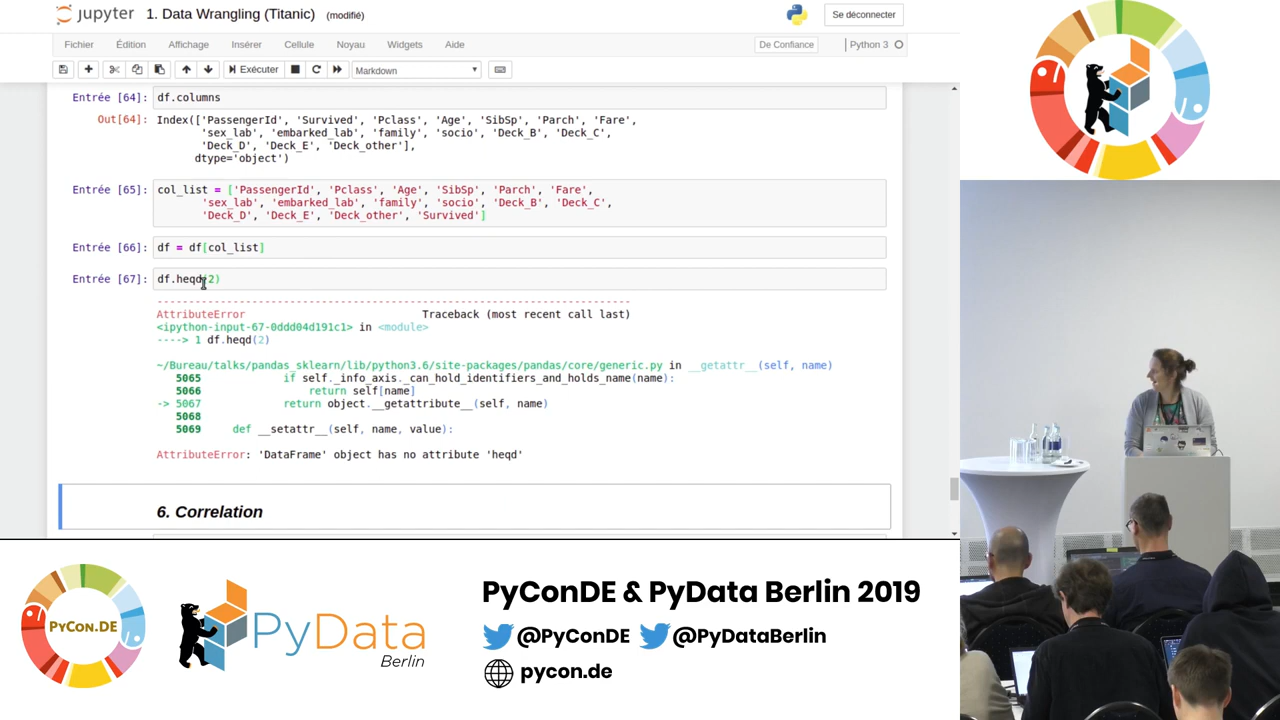 jupyter 1. Data Wrangling (Titanic) (modifié)
Se déconnecter
Fichier Édition Affichage Insérer Cellule Noyau Widgets Aide
De Confiance Python 3
Exécuter Markdown
Entrée [64]: df.columns
Out[64]: Index(['PassengerId', 'Survived', 'Pclass', 'Age', 'SibSp', 'Parch', 'Fare',
'sex_lab', 'embarked_lab', 'family', 'socio', 'Deck_B', 'Deck_C',
'Deck_D', 'Deck_E', 'Deck_other'],
dtype='object')
Entrée [65]: col_list = ['PassengerId', 'Pclass', 'Age', 'SibSp', 'Parch', 'Fare',
'sex_lab', 'embarked_lab', 'family', 'socio', 'Deck_B', 'Deck_C',
'Deck_D', 'Deck_E', 'Deck_other', 'Survived']
Entrée [66]: df = df[col_list]
Entrée [67]: df.heqd(2)
---------------------------------------------------------------------------
AttributeError Traceback (most recent call last)
<ipython-input-67-0ddd04d191c1> in <module>
----> 1 df.heqd(2)
~/Bureau/talks/pandas_sklearn/lib/python3.6/site-packages/pandas/core/generic.py in __getattr__(self, name)
5065 if self._info_axis._can_hold_identifiers_and_holds_name(name):
5066 return self[name]
-> 5067 return object.__getattribute__(self, name)
5068
5069 def __setattr__(self, name, value):
AttributeError: 'DataFrame' object has no attribute 'heqd'
6. Correlation
PyCon.DE
PyData
Berlin
PyConDE & PyData Berlin 2019
@PyConDE @PyDataBerlin
pycon.de